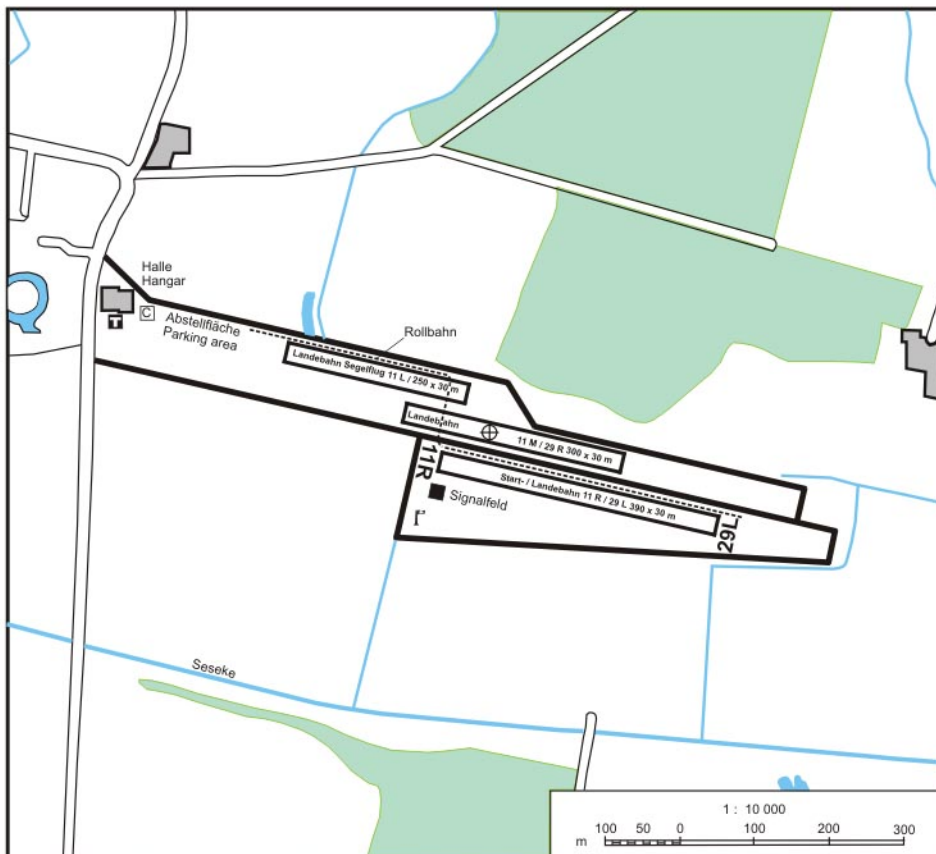 Halle
Hangar
C
T
Abstellfläche
Parking area
Rollbahn
Landebahn Segelflug 11 L / 250 x 30 m
Landebahn
11 M / 29 R 300 x 30 m
11R
Start- / Landebahn 11 R / 29 L 390 x 30 m
Signalfeld
29L
Seseke
1 : 10 000
m 100 50 0 100 200 300